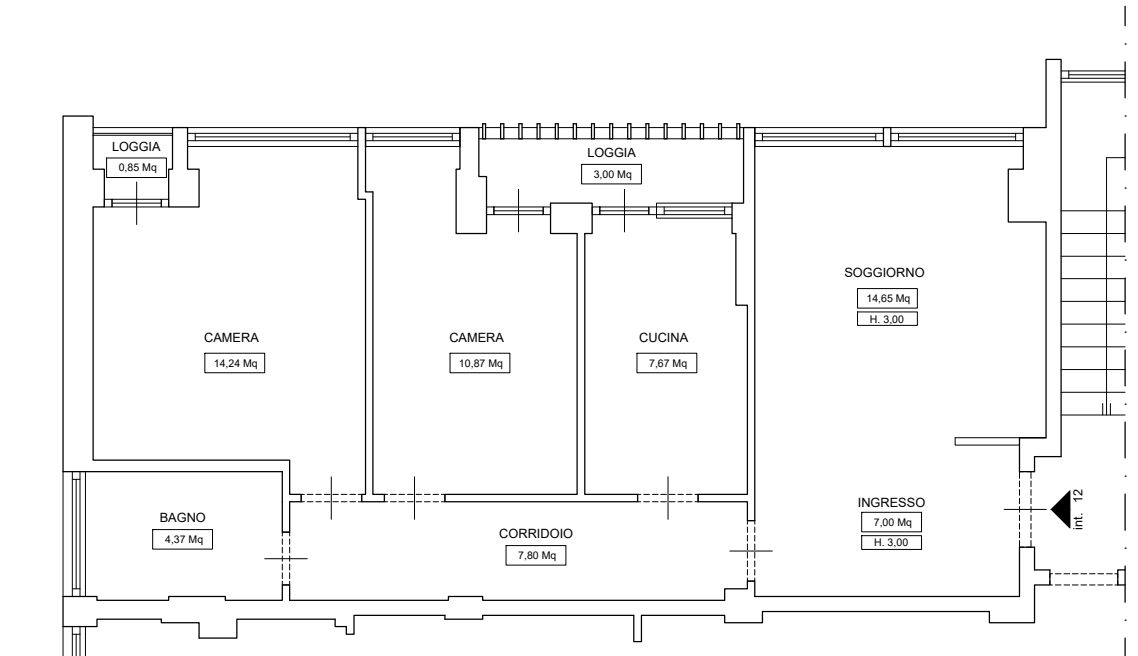 LOGGIA
0,85 Mq
LOGGIA
3,00 Mq
SOGGIORNO
14,65 Mq
H. 3,00
CAMERA
14,24 Mq
CAMERA
10,87 Mq
CUCINA
7,67 Mq
BAGNO
4,37 Mq
CORRIDOIO
7,80 Mq
INGRESSO
7,00 Mq
H. 3,00
int. 12